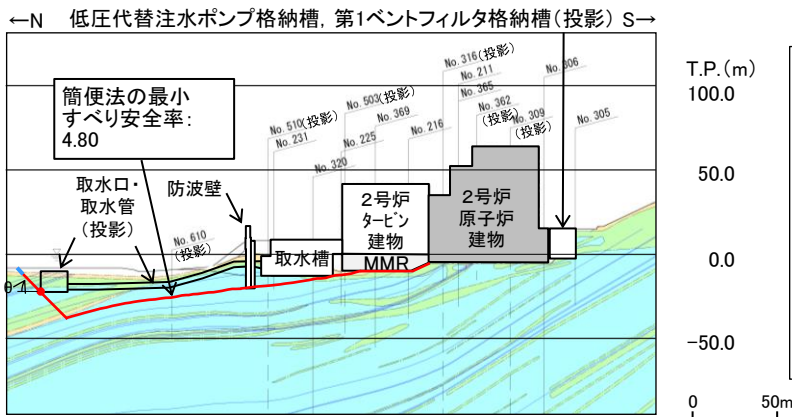 ←N 低圧代替注水ポンプ格納槽, 第1ベントフィルタ格納槽(投影) S→
T.P.(m)
100.0
50.0
0.0
-50.0
0 50m
簡便法の最小
すべり安全率:
4.80
取水口・
取水管
(投影)
防波壁
No. 610
(投影)
No. 510(投影)
No. 231
No. 320
No. 503(投影)
No. 225
No. 369
No. 216
No. 316(投影)
No. 211
No. 365
No. 362
(投影)
No. 309
(投影)
No. 306
No. 305
取水槽
2号炉
タービン
建物
MMR
2号炉
原子炉
建物